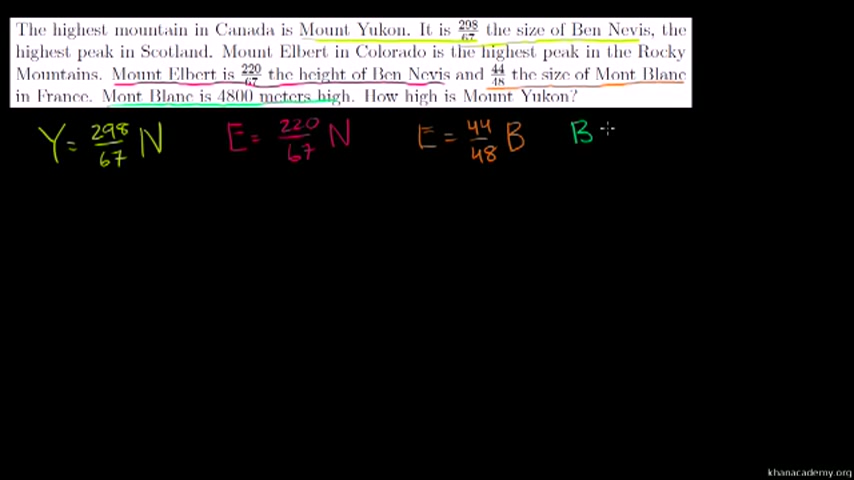 The highest mountain in Canada is Mount Yukon. It is 298/67 the size of Ben Nevis, the
highest peak in Scotland. Mount Elbert in Colorado is the highest peak in the Rocky
Mountains. Mount Elbert is 220/67 the height of Ben Nevis and 44/48 the size of Mont Blanc
in France. Mont Blanc is 4800 meters high. How high is Mount Yukon?
Y = 298/67 N E = 220/67 N E = 44/48 B B
khanacademy.org